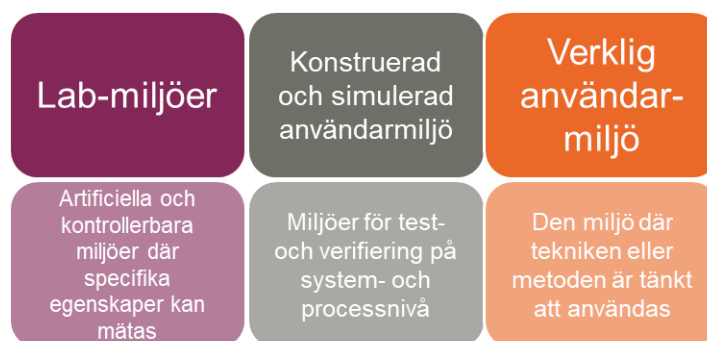 Lab-miljöer
Konstruerad
och simulerad
användarmiljö
Verklig
användar-
miljö
Artificiella och
kontrollerbara
miljöer där
specifika
egenskaper kan
mätas
Miljöer för test-
och verifiering på
system- och
processnivå
Den miljö där
tekniken eller
metoden är tänkt
att användas